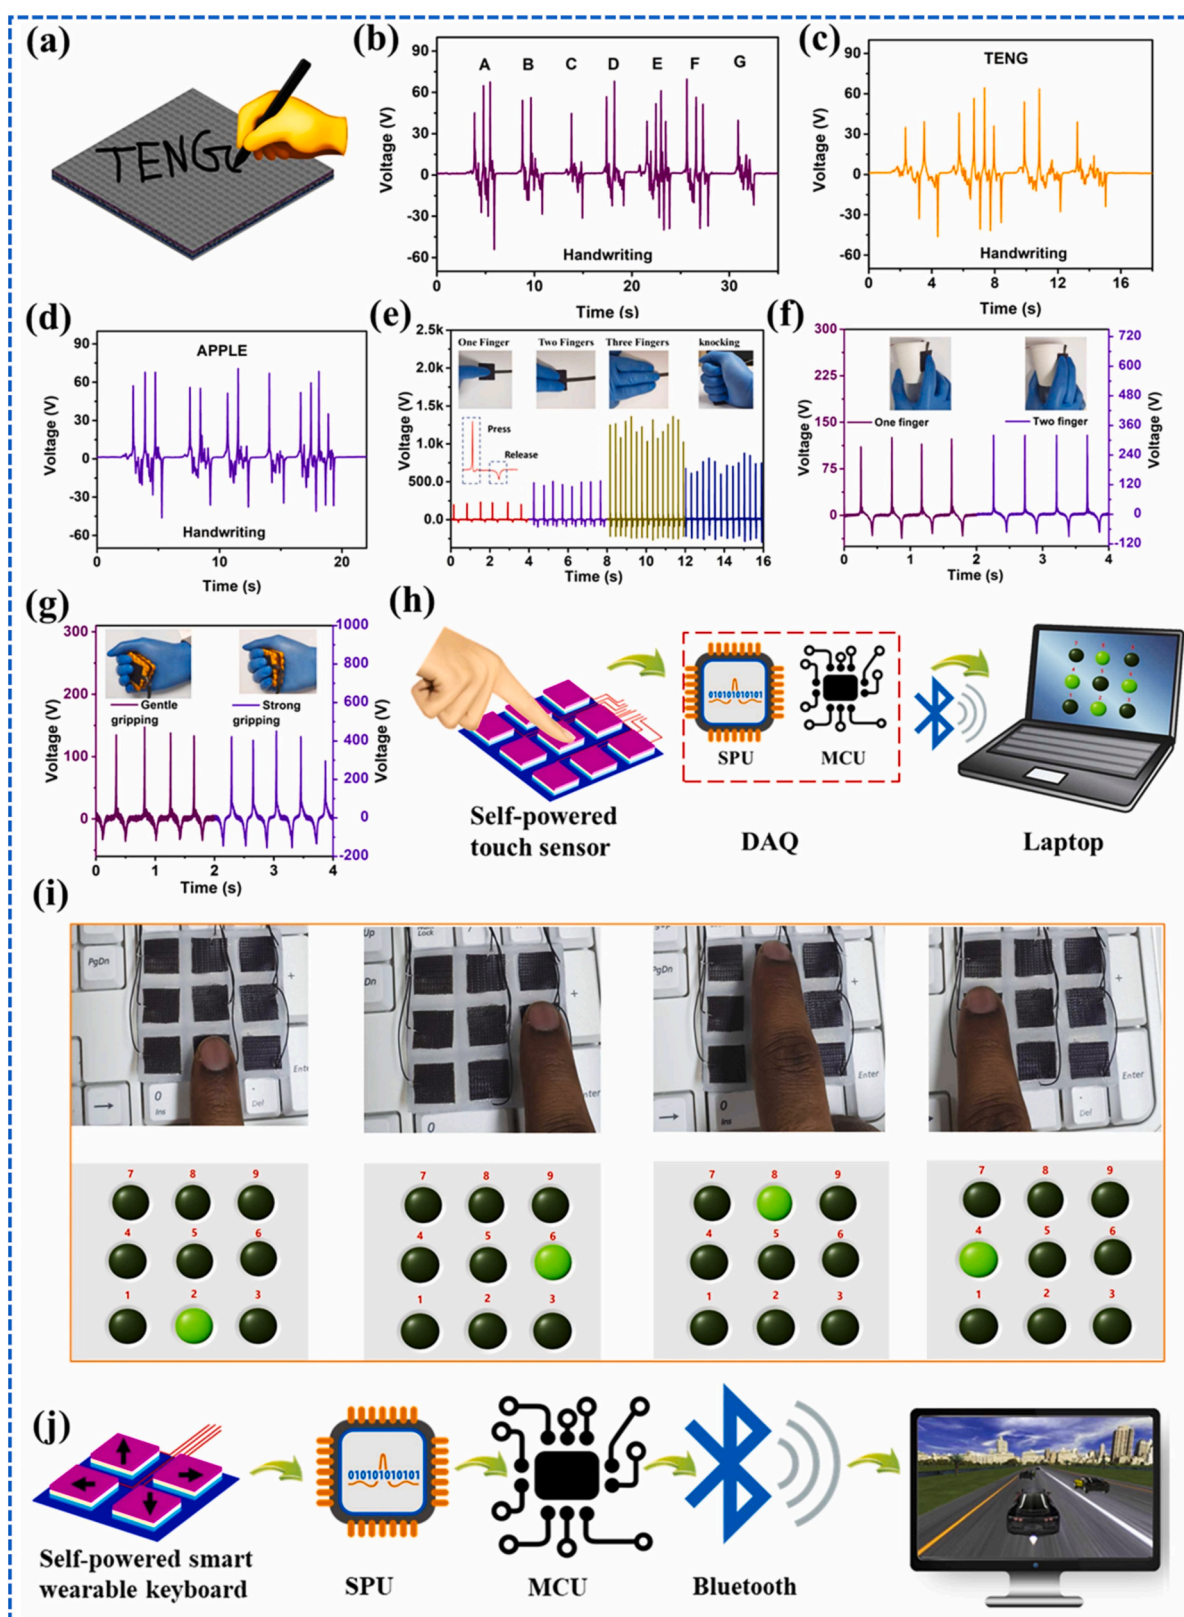 (a)
TENG
(b)
Voltage (V)
90
60
30
0
-30
-60
A B C D E F G
Handwriting
0 10 20 30
Time (s)
(c)
Voltage (V)
90
60
30
0
-30
-60
TENG
Handwriting
0 4 8 12 16
Time (s)
(d)
Voltage (V)
90
60
30
0
-30
-60
APPLE
Handwriting
0 10 20
Time (s)
(e)
Voltage (V)
2.5k
2.0k
1.5k
1.0k
500.0
0.0
One Finger Two Fingers Three Fingers knocking
Press
Release
0 2 4 6 8 10 12 14 16
Time (s)
(f)
Voltage (V)
300
225
150
75
0
One finger
Two finger
720
600
480
360
240
120
0
-120
Voltage (V)
0 1 2 3 4
Time (s)
(g)
Voltage (V)
300
200
100
0
Gentle
gripping
Strong
gripping
1000
800
600
400
200
0
-200
Voltage (V)
0 1 2 3 4
Time (s)
(h)
010101010101
SPU
MCU
Self-powered
touch sensor
DAQ
Laptop
(i)
PgDn
+
Enter
0
Ins
Del
Up
Lock
Dn
+
0
PgDn
+
Enter
0
Ins
+
Enter
Del
7 8 9
4 5 6
1 2 3
7 8 9
4 5 6
1 2 3
7 8 9
4 5 6
1 2 3
7 8 9
4 5 6
1 2 3
(j)
010101010101
Self-powered smart
wearable keyboard
SPU
MCU
Bluetooth